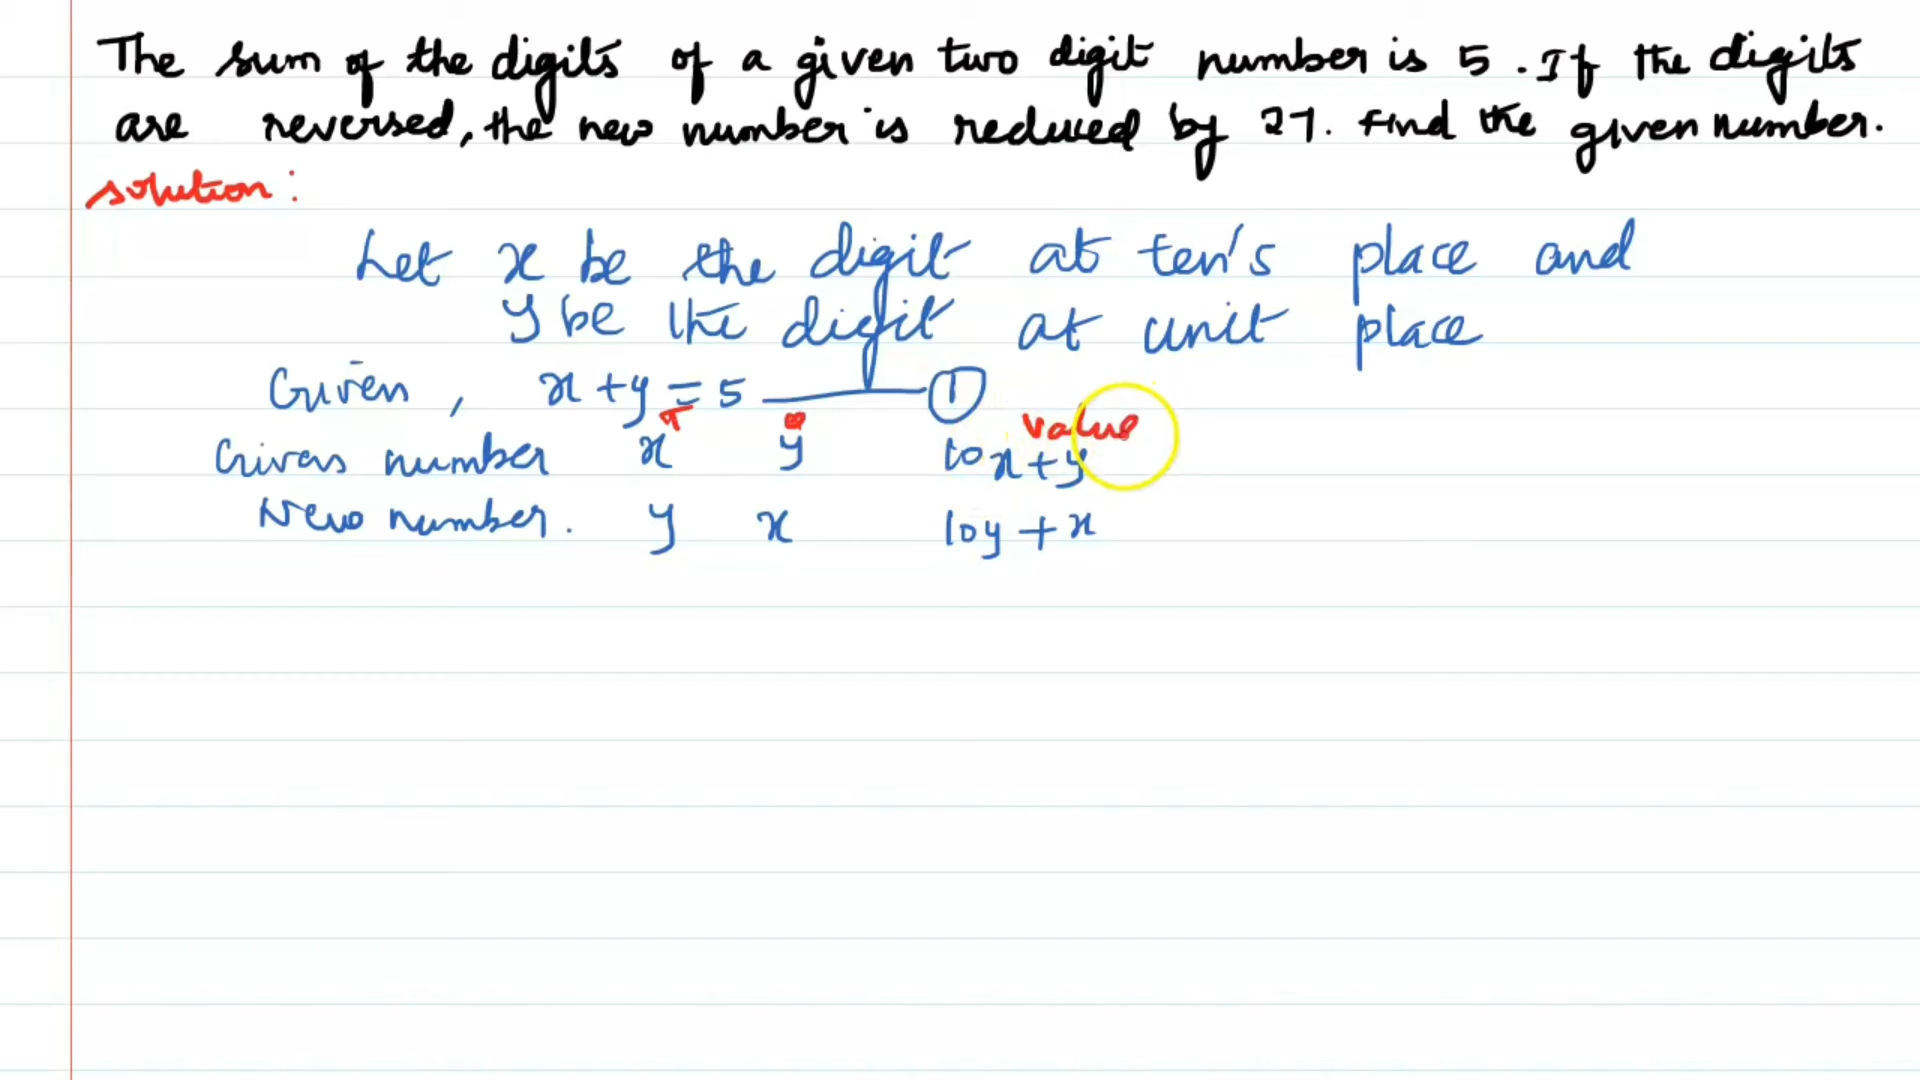 The sum of the digits of a given two digit number is 5. If the digits
are reversed, the new number is reduced by 27. Find the given number.
solution:
Let x be the digit at ten's place and
y be the digit at unit place
Given, x+y=5 ①
T value
Given number x y 10x+y
New number. y x 10y+x